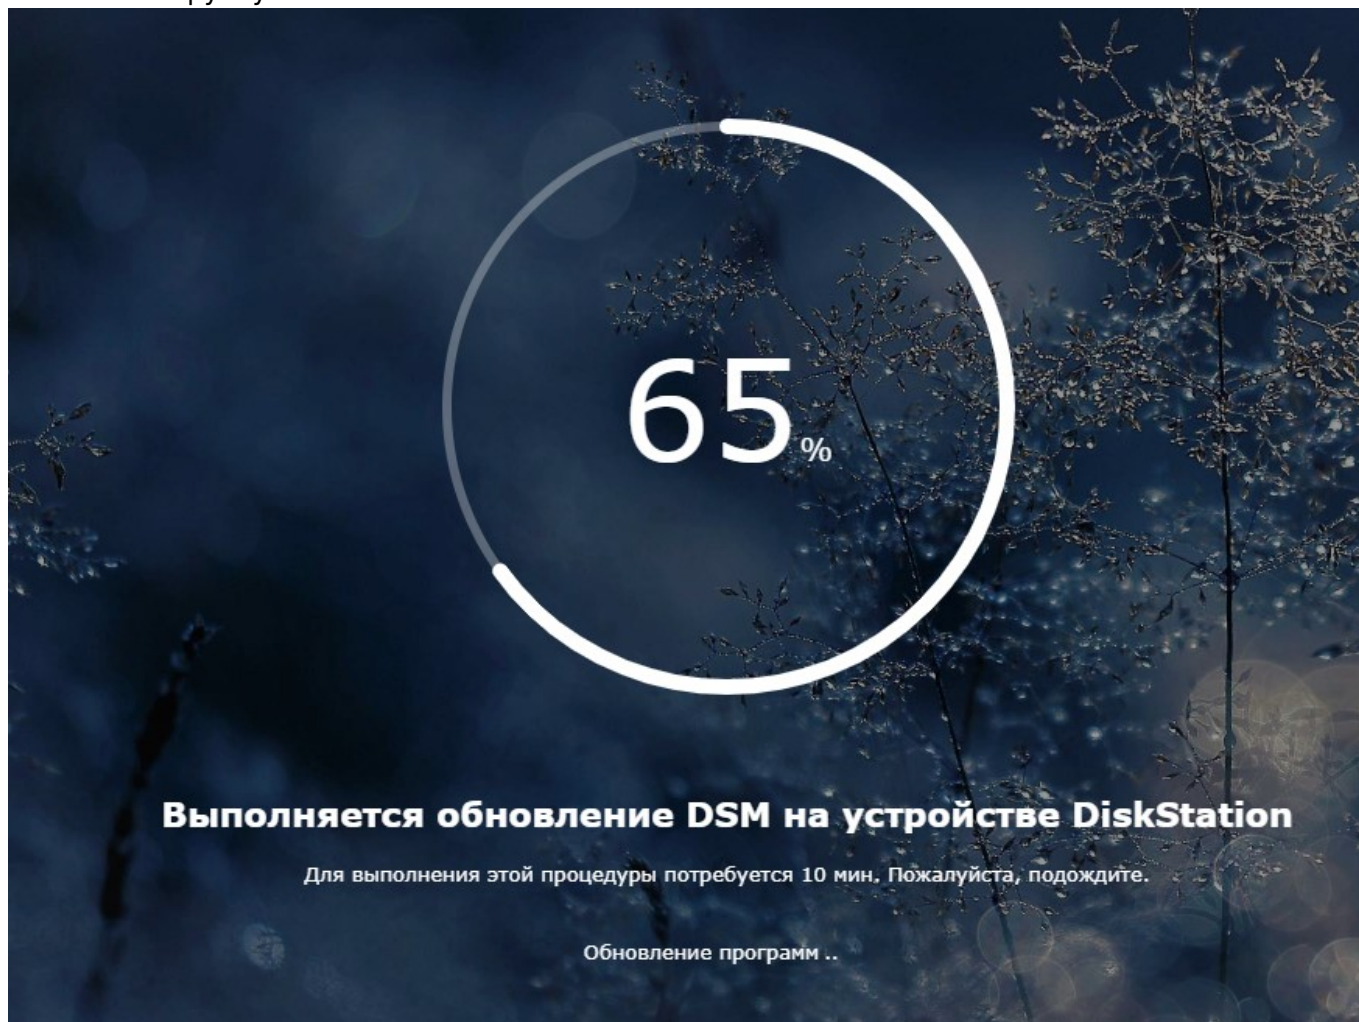 65%
Выполняется обновление DSM на устройстве DiskStation
Для выполнения этой процедуры потребуется 10 мин. Пожалуйста, подождите.
Обновление программ ..